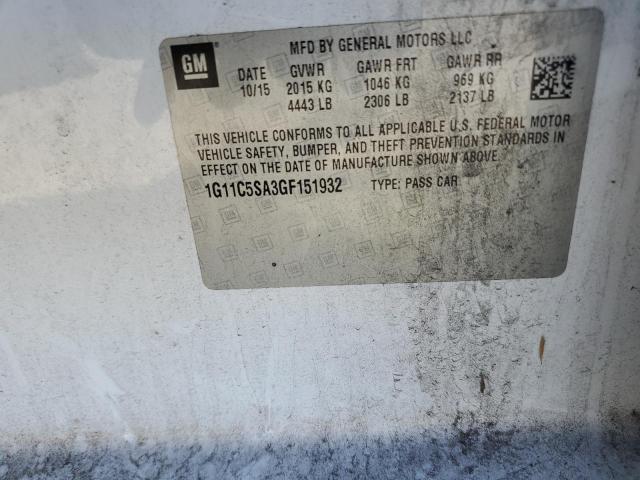 GM
MFD BY GENERAL MOTORS LLC
DATE GVWR GAWR FRT GAWR RR
10/15 2015 KG 1046 KG 969 KG
4443 LB 2306 LB 2137 LB
THIS VEHICLE CONFORMS TO ALL APPLICABLE U.S. FEDERAL MOTOR
VEHICLE SAFETY, BUMPER, AND THEFT PREVENTION STANDARDS IN
EFFECT ON THE DATE OF MANUFACTURE SHOWN ABOVE.
1G11C5SA3GF151932 TYPE: PASS CAR